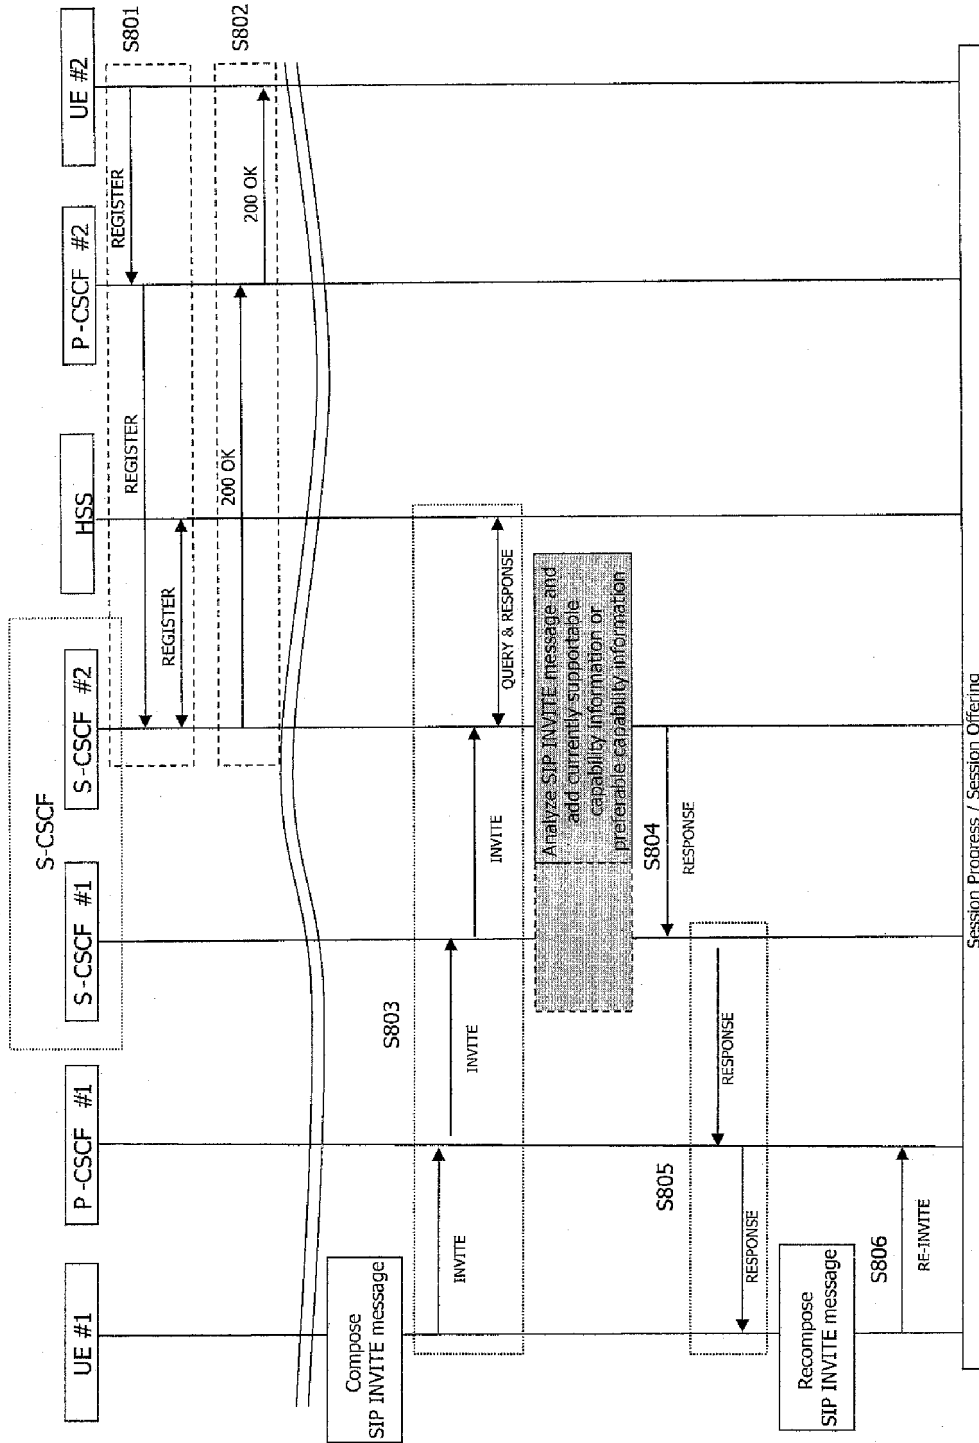 S-CSCF
UE #1
P-CSCF #1
S-CSCF #1
S-CSCF #2
HSS
P-CSCF #2
UE #2
REGISTER
S801
REGISTER
REGISTER
200 OK
S802
200 OK
Compose
SIP INVITE message
S803
INVITE
INVITE
INVITE
QUERY & RESPONSE
Analyze SIP INVITE message and
add currently supportable
capability information or
preferable capability information
S804
RESPONSE
RESPONSE
S805
RESPONSE
Recompose
SIP INVITE message
S806
RE-INVITE
Session Progress / Session Offering